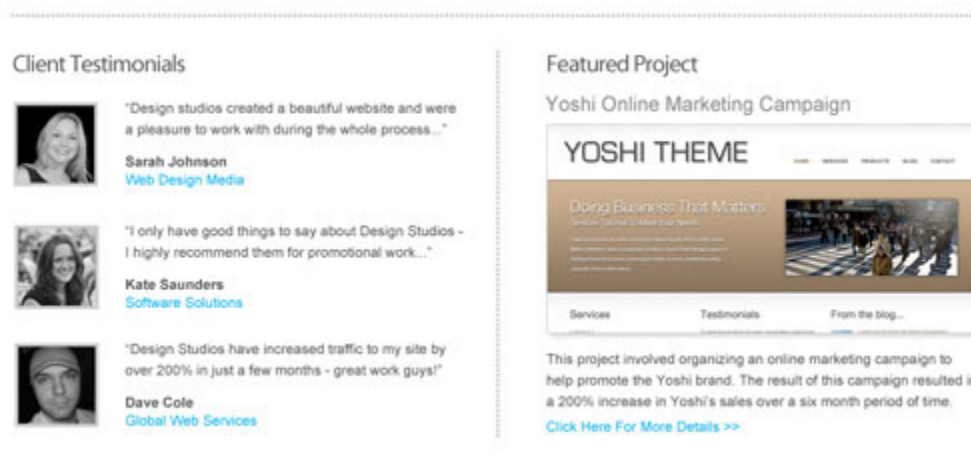 Client Testimonials
"Design studios created a beautiful website and were
a pleasure to work with during the whole process..."
Sarah Johnson
Web Design Media
"I only have good things to say about Design Studios -
I highly recommend them for promotional work..."
Kate Saunders
Software Solutions
"Design Studios have increased traffic to my site by
over 200% in just a few months - great work guys!"
Dave Cole
Global Web Services
Featured Project
Yoshi Online Marketing Campaign
YOSHI THEME
HOME SERVICES PRODUCTS BLOG CONTACT
Doing Business That Matters
Services Testimonials From the blog...
This project involved organizing an online marketing campaign to
help promote the Yoshi brand. The result of this campaign resulted in
a 200% increase in Yoshi's sales over a six month period of time.
Click Here For More Details >>